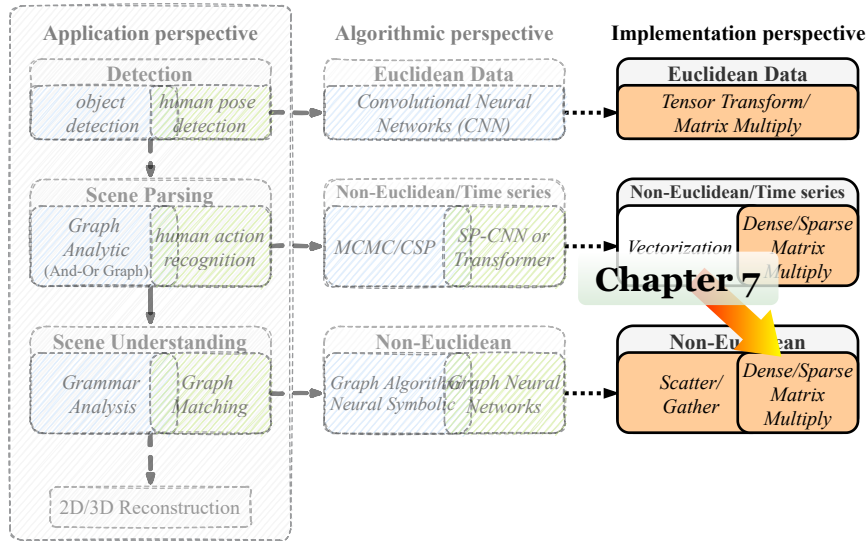 Application perspective
Algorithmic perspective
Implementation perspective
Detection
object
detection
human pose
detection
Euclidean Data
Convolutional Neural
Networks (CNN)
Euclidean Data
Tensor Transform/
Matrix Multiply
Scene Parsing
Graph
Analytic
(And-Or Graph)
human action
recognition
Non-Euclidean/Time series
MCMC/CSP
SP-CNN or
Transformer
Non-Euclidean/Time series
Vectorization
Dense/Sparse
Matrix
Multiply
Chapter 7
Scene Understanding
Grammar
Analysis
Graph
Matching
Non-Euclidean
Graph Algorithm
Neural Symbolic
Graph Neural
Networks
Non-Euclidean
Scatter/
Gather
Dense/Sparse
Matrix
Multiply
2D/3D Reconstruction